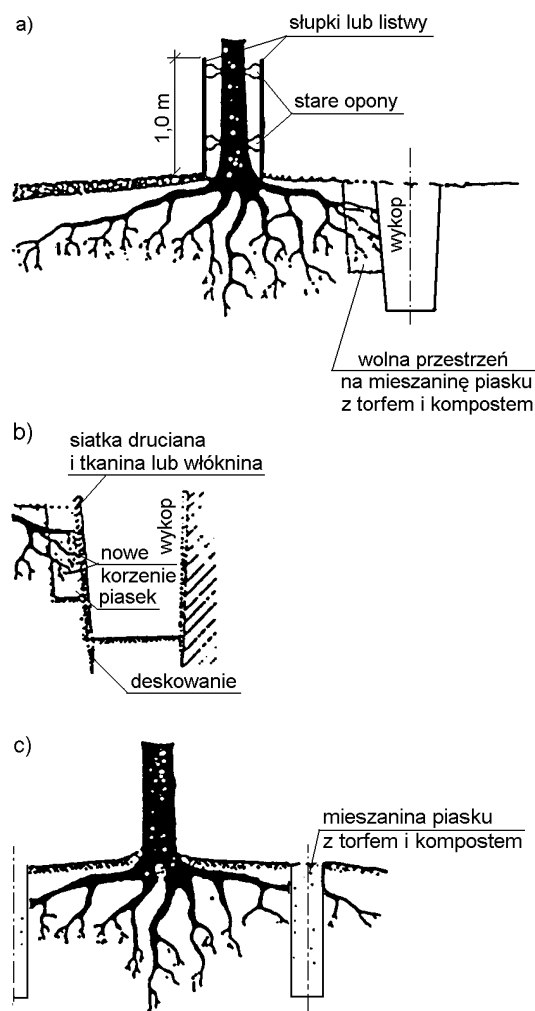 a)
słupki lub listwy
stare opony
1,0 m
wykop
wolna przestrzeń
na mieszaninę piasku
z torfem i kompostem
b)
siatka druciana
i tkanina lub włóknina
wykop
nowe
korzenie
piasek
deskowanie
c)
mieszanina piasku
z torfem i kompostem